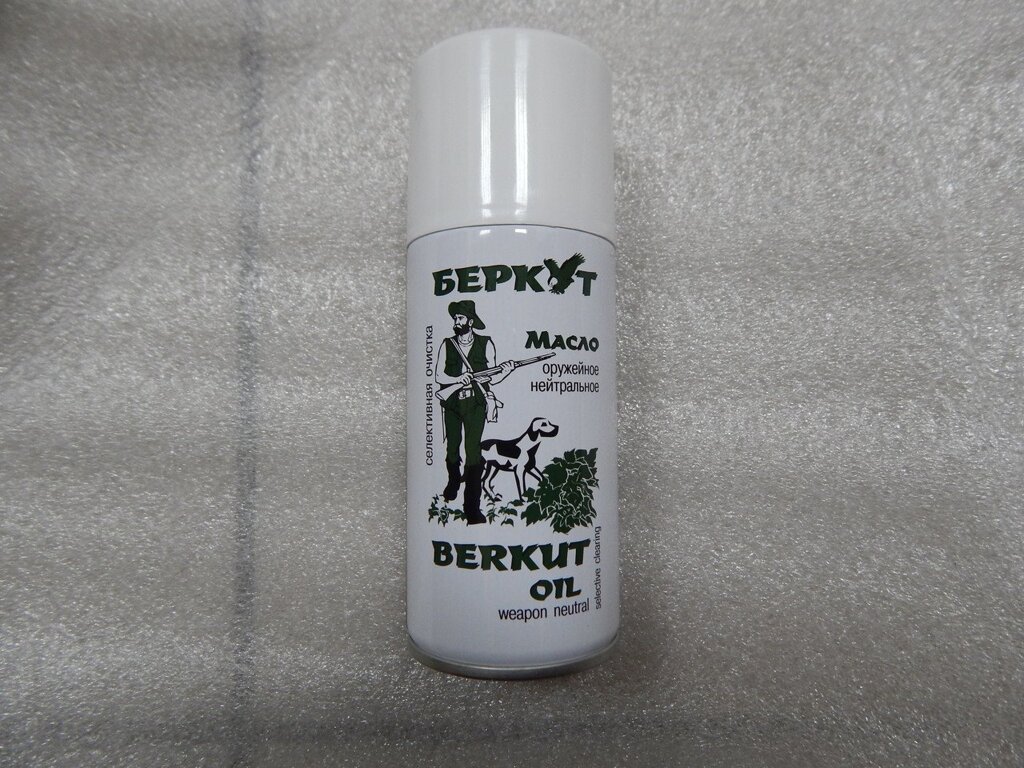 БЕРКУТ
Масло
оружейное
нейтральное
селективная очистка
BERKUT
OIL
weapon neutral
selective clearing